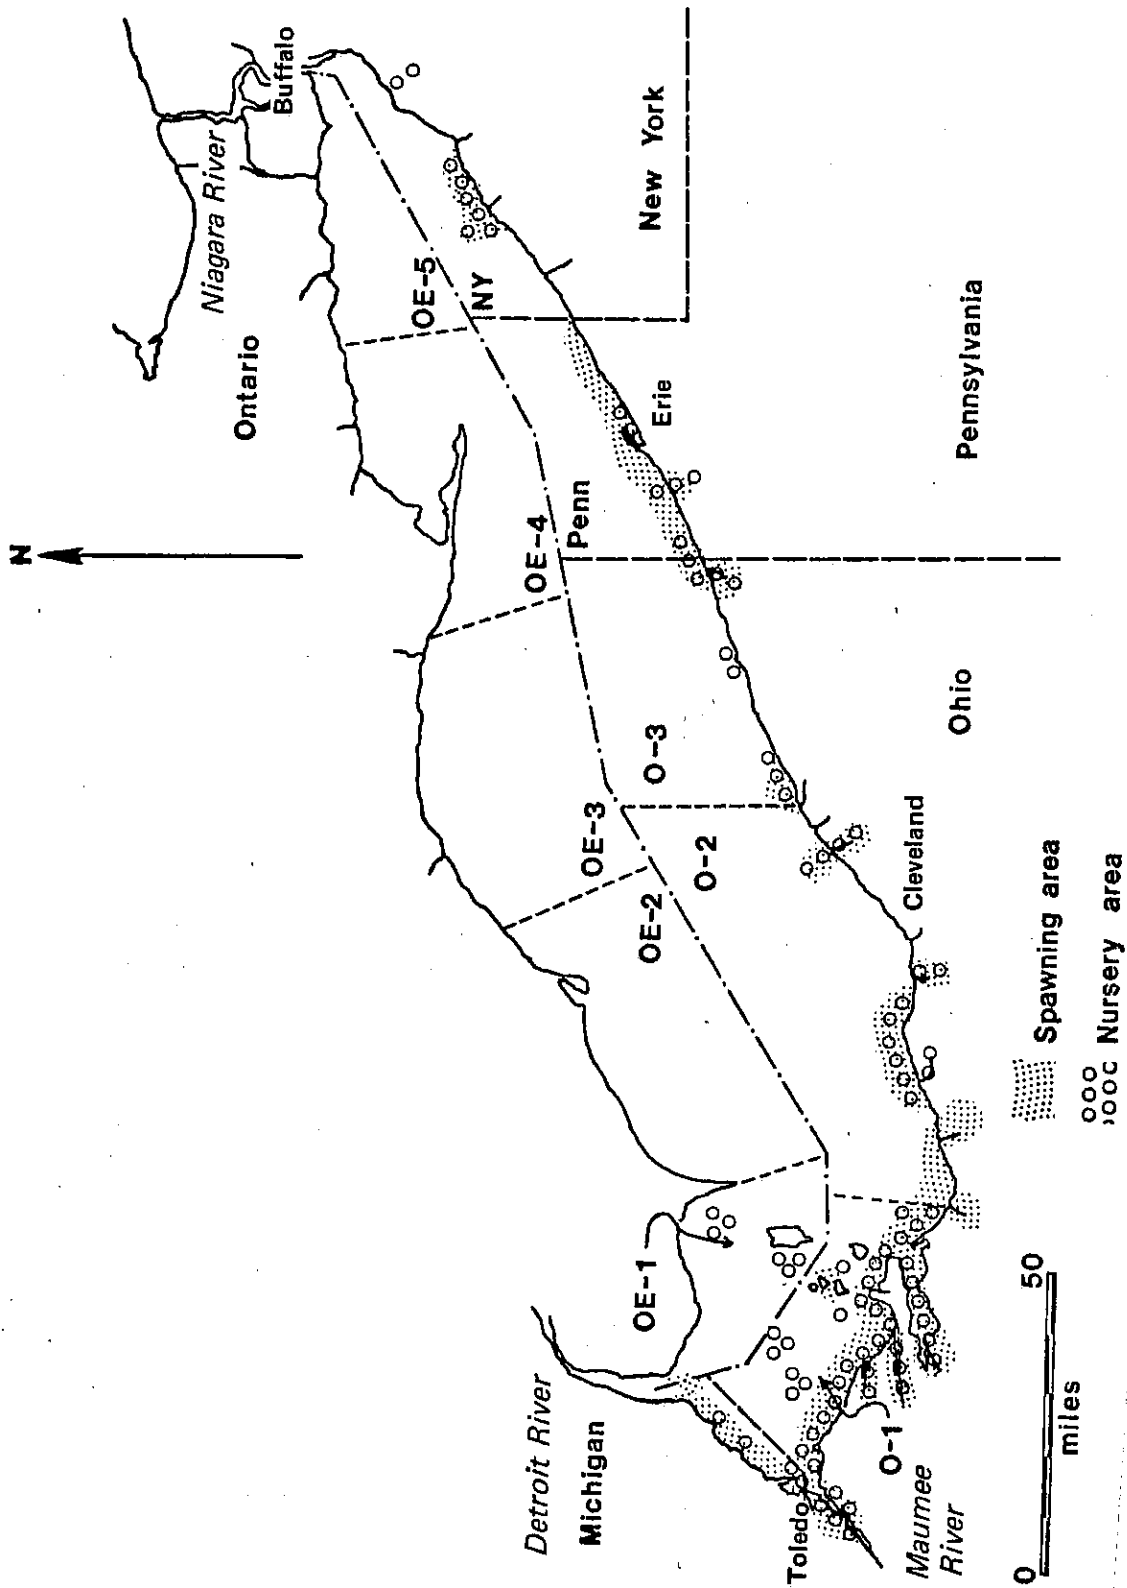 N
Niagara River
Buffalo
Ontario
OE-5
NY
New York
OE-4
Penn
Erie
Pennsylvania
OE-3
O-3
OE-2
O-2
Ohio
Cleveland
OE-1
Detroit River
Michigan
Toledo
O-1
Maumee
River
0 50
miles
Spawning area
Nursery area